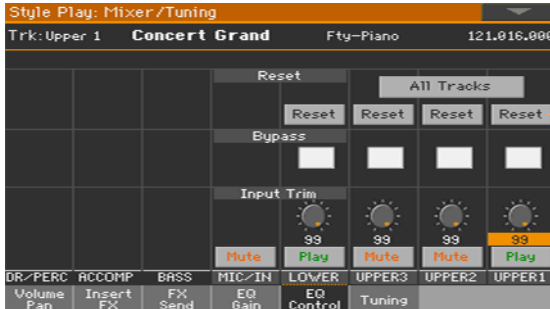 Style Play: Mixer/Tuning
Trk:Upper 1 Concert Grand Fty-Piano 121.016.000
Reset All Tracks
Reset Reset Reset Reset
Bypass
Input Trim
99 99 99 99
Mute Play Mute Mute Play
DR/PERC ACCOMP BASS MIC/IN LOWER UPPER3 UPPER2 UPPER1
Volume Pan Insert FX FX Send EQ Gain EQ Control Tuning